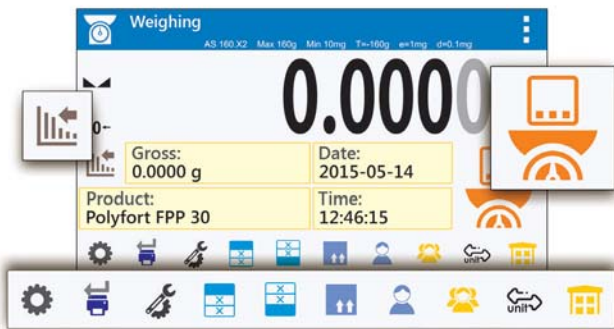 Weighing
AS 160.X2 Max 160g Min 10mg T=-160g e=1mg d=0.1mg
0.0000
Gross:
0.0000 g
Date:
2015-05-14
Product:
Polyfort FPP 30
Time:
12:46:15
unit
unit